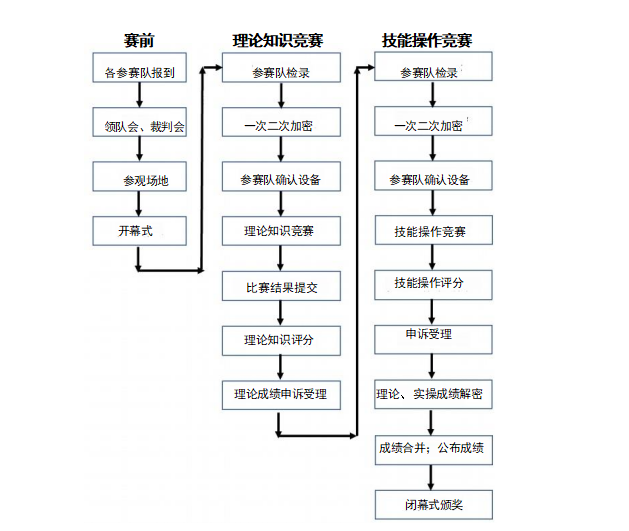 赛前
各参赛队报到
领队会、裁判会
参观场地
开幕式
理论知识竞赛
参赛队检录
一次二次加密
参赛队确认设备
理论知识竞赛
比赛结果提交
理论知识评分
理论成绩申诉受理
技能操作竞赛
参赛队检录
一次二次加密
参赛队确认设备
技能操作竞赛
技能操作评分
申诉受理
理论、实操成绩解密
成绩合并；公布成绩
闭幕式颁奖